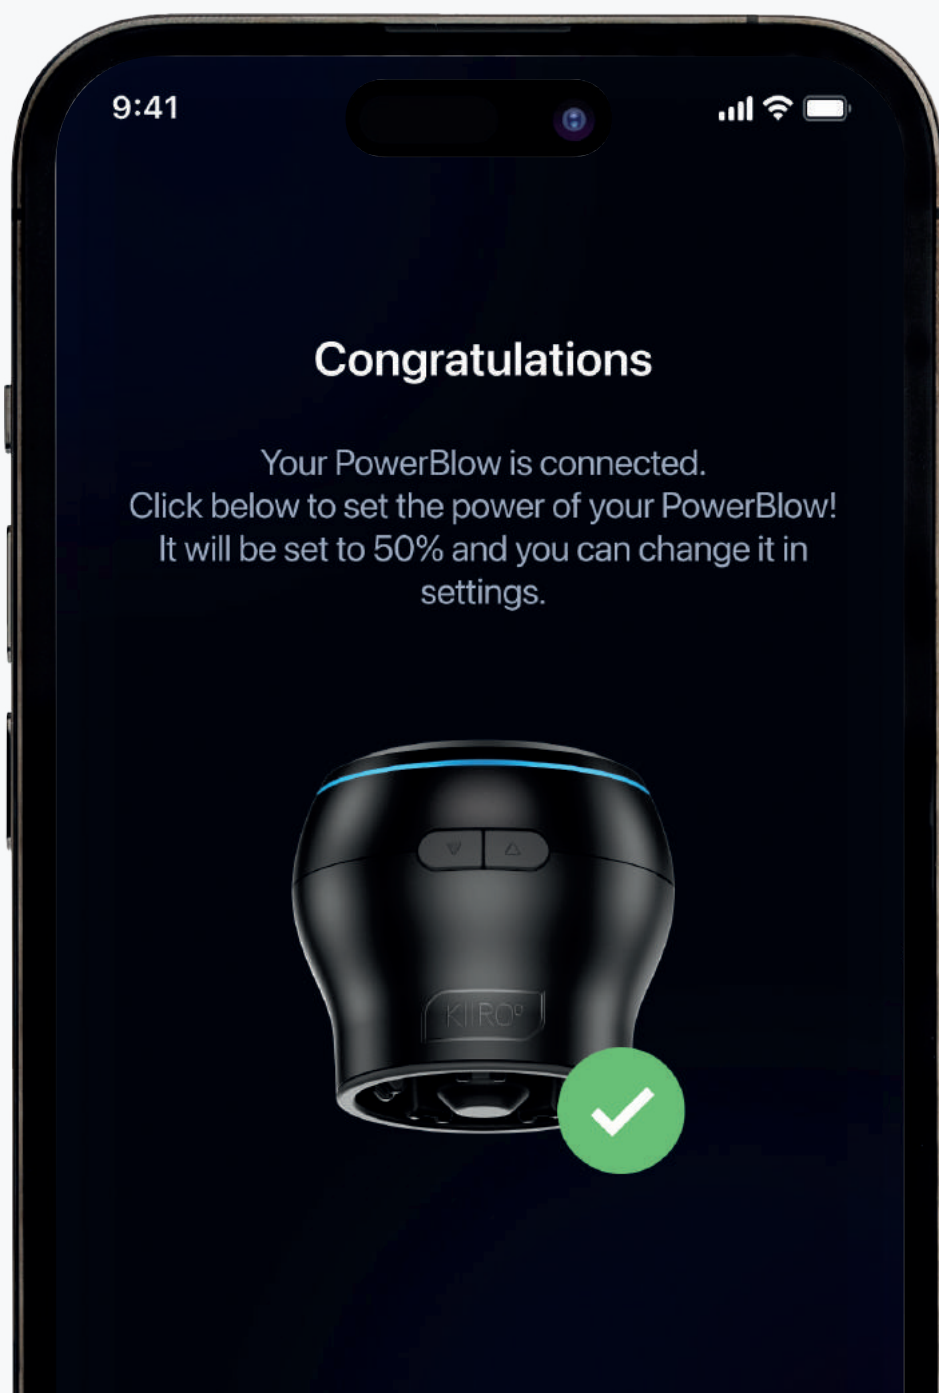 9:41
Congratulations
Your PowerBlow is connected.
Click below to set the power of your PowerBlow!
It will be set to 50% and you can change it in
settings.
KIIROO